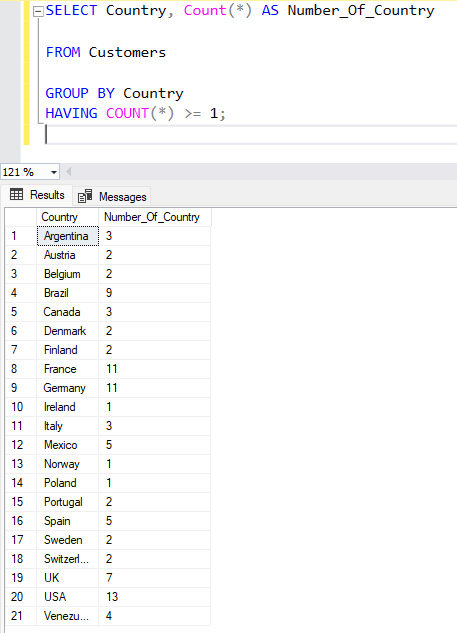 SELECT Country, Count(*) AS Number_Of_Country
FROM Customers
GROUP BY Country
HAVING COUNT(*) >= 1;
121 %
Results Messages
Country Number_Of_Country
1 Argentina 3
2 Austria 2
3 Belgium 2
4 Brazil 9
5 Canada 3
6 Denmark 2
7 Finland 2
8 France 11
9 Germany 11
10 Ireland 1
11 Italy 3
12 Mexico 5
13 Norway 1
14 Poland 1
15 Portugal 2
16 Spain 5
17 Sweden 2
18 Switzerl... 2
19 UK 7
20 USA 13
21 Venezu... 4